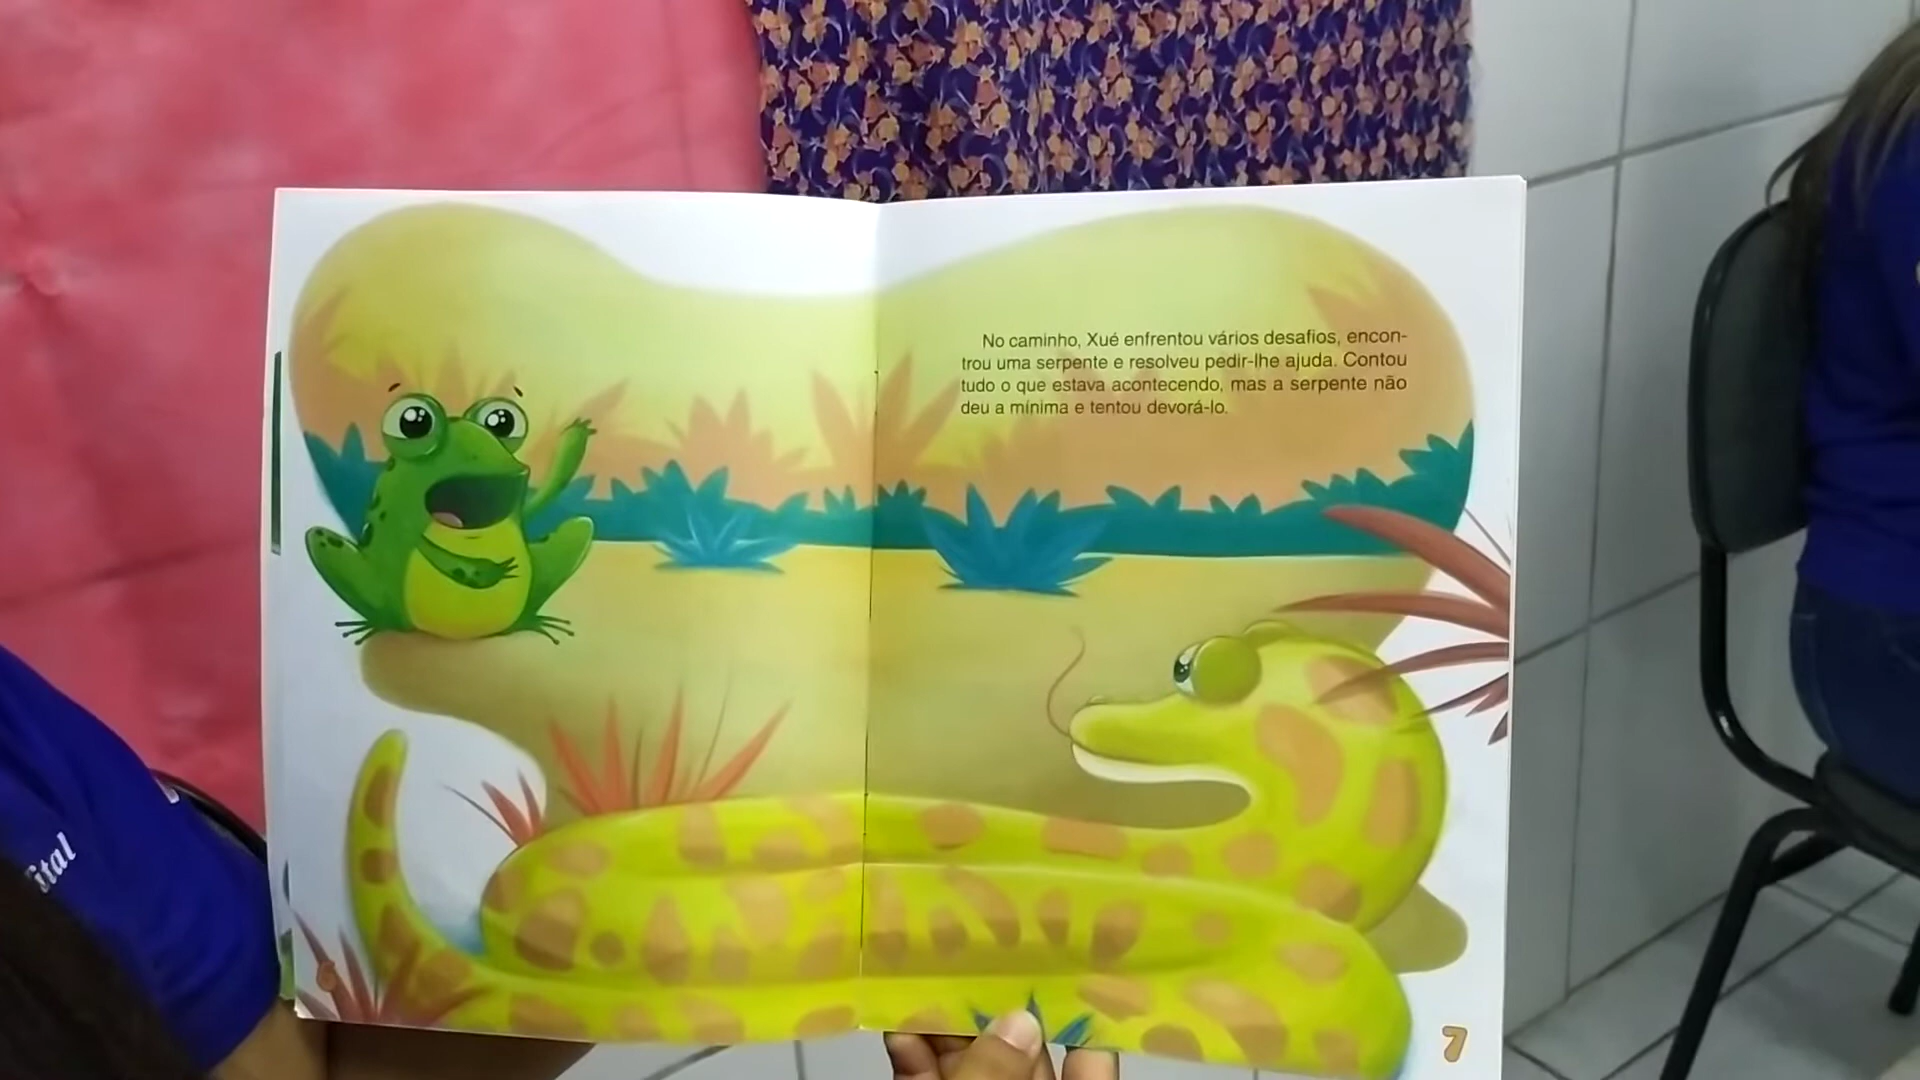 No caminho, Xué enfrentou vários desafios, encon-
trou uma serpente e resolveu pedir-lhe ajuda. Contou
tudo o que estava acontecendo, mas a serpente não
deu a mínima e tentou devorá-lo.
7